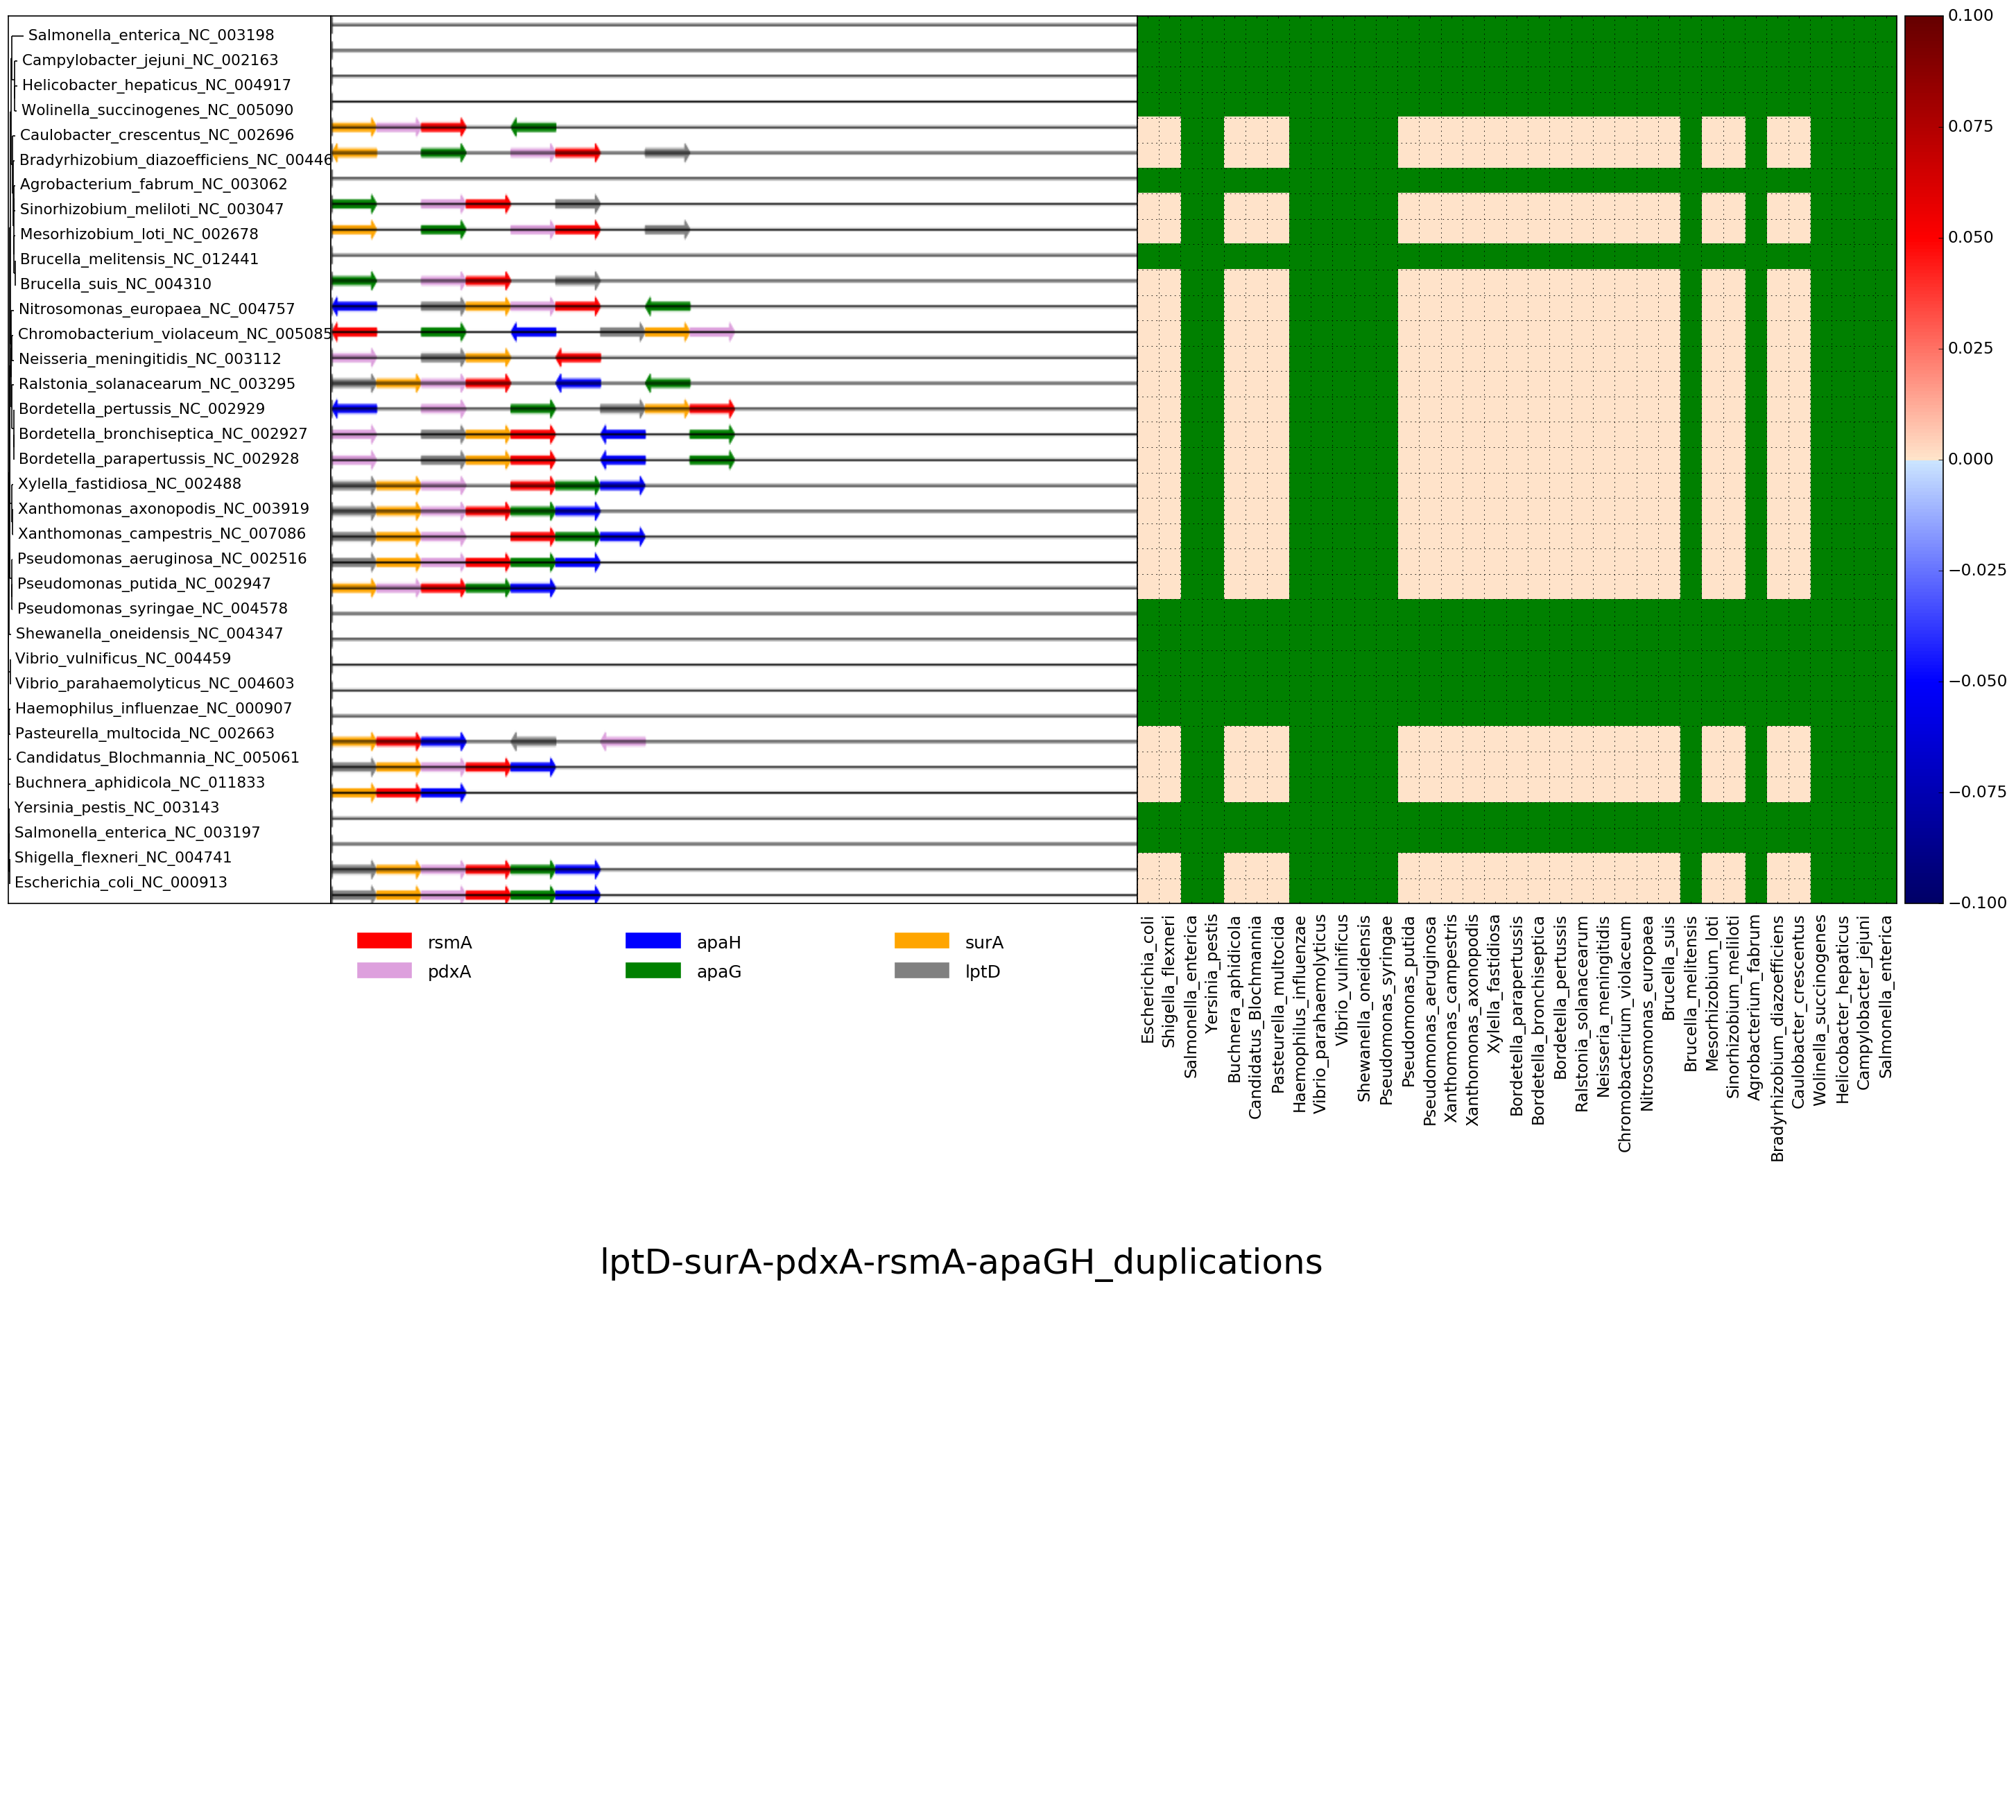 Salmonella_enterica_NC_003198
Campylobacter_jejuni_NC_002163
Helicobacter_hepaticus_NC_004917
Wolinella_succinogenes_NC_005090
Caulobacter_crescentus_NC_002696
Bradyrhizobium_diazoefficiens_NC_00446
Agrobacterium_fabrum_NC_003062
Sinorhizobium_meliloti_NC_003047
Mesorhizobium_loti_NC_002678
Brucella_melitensis_NC_012441
Brucella_suis_NC_004310
Nitrosomonas_europaea_NC_004757
Chromobacterium_violaceum_NC_005085
Neisseria_meningitidis_NC_003112
Ralstonia_solanacearum_NC_003295
Bordetella_pertussis_NC_002929
Bordetella_bronchiseptica_NC_002927
Bordetella_parapertussis_NC_002928
Xylella_fastidiosa_NC_002488
Xanthomonas_axonopodis_NC_003919
Xanthomonas_campestris_NC_007086
Pseudomonas_aeruginosa_NC_002516
Pseudomonas_putida_NC_002947
Pseudomonas_syringae_NC_004578
Shewanella_oneidensis_NC_004347
Vibrio_vulnificus_NC_004459
Vibrio_parahaemolyticus_NC_004603
Haemophilus_influenzae_NC_000907
Pasteurella_multocida_NC_002663
Candidatus_Blochmannia_NC_005061
Buchnera_aphidicola_NC_011833
Yersinia_pestis_NC_003143
Salmonella_enterica_NC_003197
Shigella_flexneri_NC_004741
Escherichia_coli_NC_000913
0.100
0.075
0.050
0.025
0.000
−0.025
−0.050
−0.075
−0.100
rsmA
pdxA
apaH
apaG
surA
lptD
Escherichia_coli
Shigella_flexneri
Salmonella_enterica
Yersinia_pestis
Buchnera_aphidicola
Candidatus_Blochmannia
Pasteurella_multocida
Haemophilus_influenzae
Vibrio_parahaemolyticus
Vibrio_vulnificus
Shewanella_oneidensis
Pseudomonas_syringae
Pseudomonas_putida
Pseudomonas_aeruginosa
Xanthomonas_campestris
Xanthomonas_axonopodis
Xylella_fastidiosa
Bordetella_parapertussis
Bordetella_bronchiseptica
Bordetella_pertussis
Ralstonia_solanacearum
Neisseria_meningitidis
Chromobacterium_violaceum
Nitrosomonas_europaea
Brucella_suis
Brucella_melitensis
Mesorhizobium_loti
Sinorhizobium_meliloti
Agrobacterium_fabrum
Bradyrhizobium_diazoefficiens
Caulobacter_crescentus
Wolinella_succinogenes
Helicobacter_hepaticus
Campylobacter_jejuni
Salmonella_enterica
lptD-surA-pdxA-rsmA-apaGH_duplications